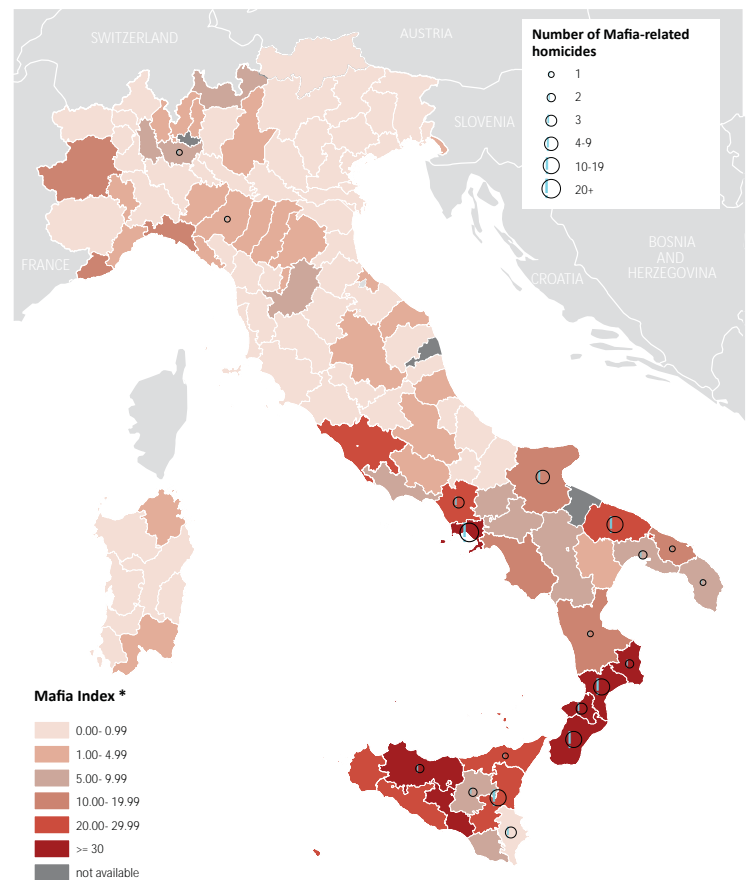 SWITZERLAND
AUSTRIA
Number of Mafia-related
homicides
1
2
3
4-9
10-19
20+
SLOVENIA
FRANCE
CROATIA
BOSNIA
AND
HERZEGOVINA
Mafia Index *
0.00- 0.99
1.00- 4.99
5.00- 9.99
10.00- 19.99
20.00- 29.99
>= 30
not available